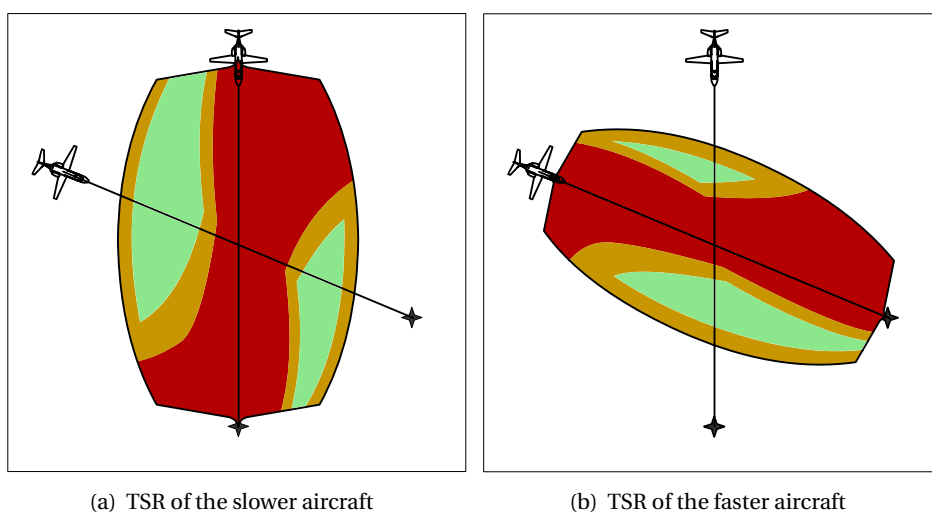 (a) TSR of the slower aircraft
(b) TSR of the faster aircraft